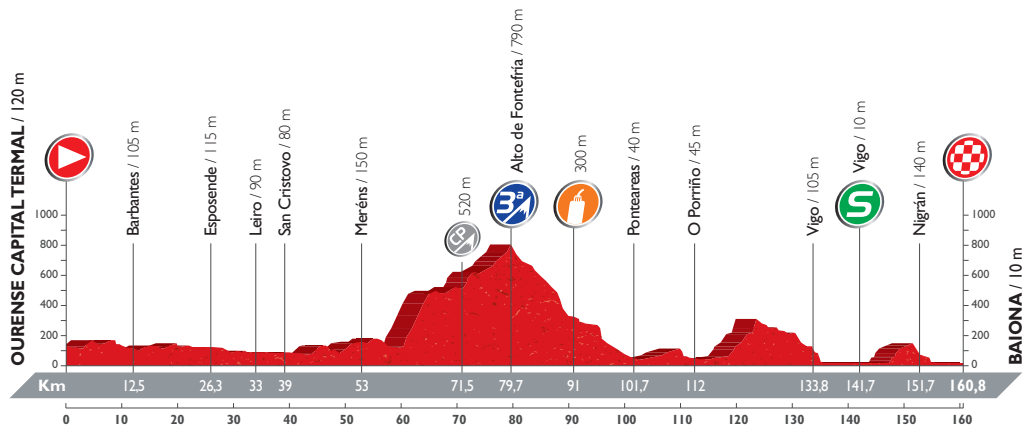 OURENSE CAPITAL TERMAL / 120 m
Barbantes / 105 m
Esposende / 115 m
Leiro / 90 m
San Cristovo / 80 m
Meréns / 150 m
CP
520 m
3ª
Alto de Fontefría / 790 m
300 m
Ponteareas / 40 m
O Porriño / 45 m
Vigo / 105 m
S
Vigo / 10 m
Nigrán / 140 m
BAIONA / 10 m
1000
800
600
400
200
0
1000
800
600
400
200
0
Km 12,5 26,3 33 39 53 71,5 79,7 91 101,7 112 133,8 141,7 151,7 160,8
0 10 20 30 40 50 60 70 80 90 100 110 120 130 140 150 160